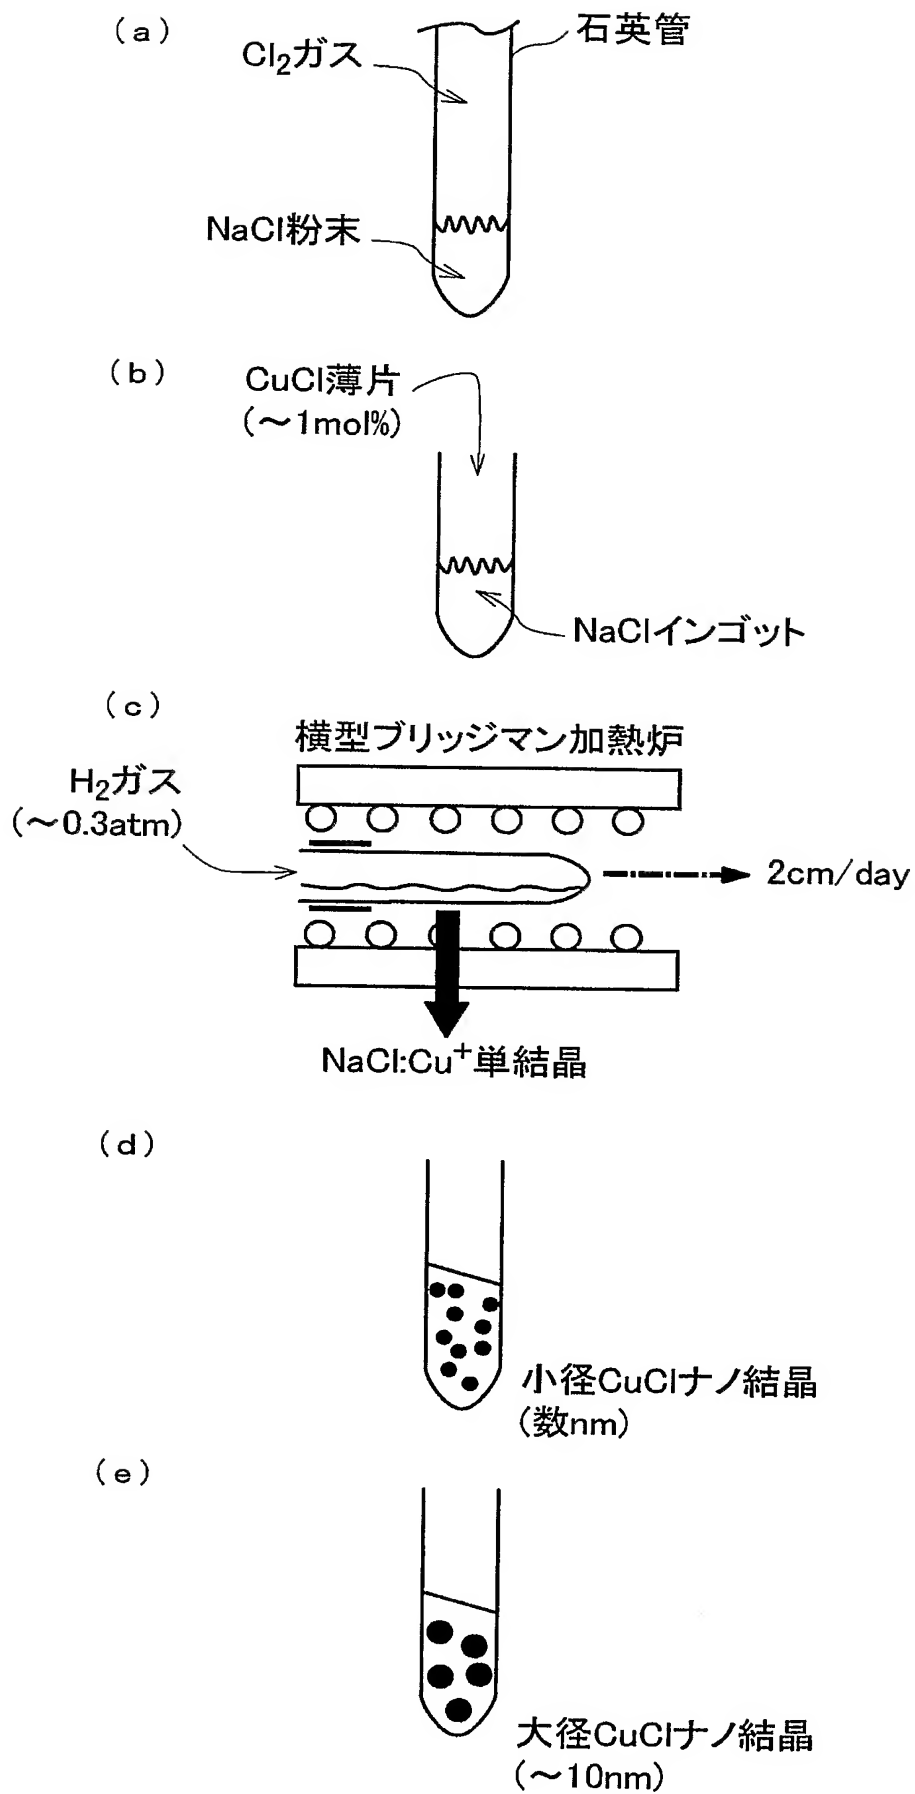 (a)
石英管
Cl2ガス
NaCl粉末
(b)
CuCl薄片
(~1mol%)
NaClインゴット
(c)
横型ブリッジマン加熱炉
H2ガス
(~0.3atm)
2cm/day
NaCl:Cu+単結晶
(d)
小径CuClナノ結晶
(数nm)
(e)
大径CuClナノ結晶
(~10nm)